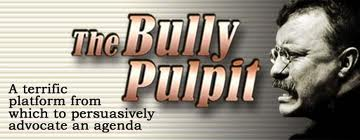 The Bully
Pulpit
A terrific
platform from
which to persuasively
advocate an agenda